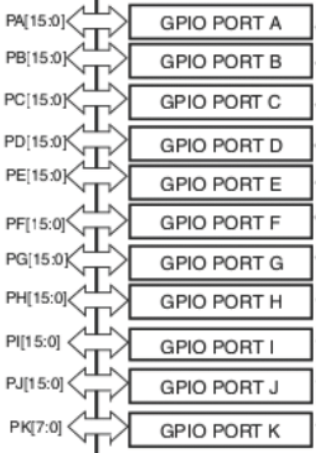 PA[15:0] GPIO PORT A
PB[15:0] GPIO PORT B
PC[15:0] GPIO PORT C
PD[15:0] GPIO PORT D
PE[15:0] GPIO PORT E
PF[15:0] GPIO PORT F
PG[15:0] GPIO PORT G
PH[15:0] GPIO PORT H
PI[15:0] GPIO PORT I
PJ[15:0] GPIO PORT J
PK[7:0] GPIO PORT K